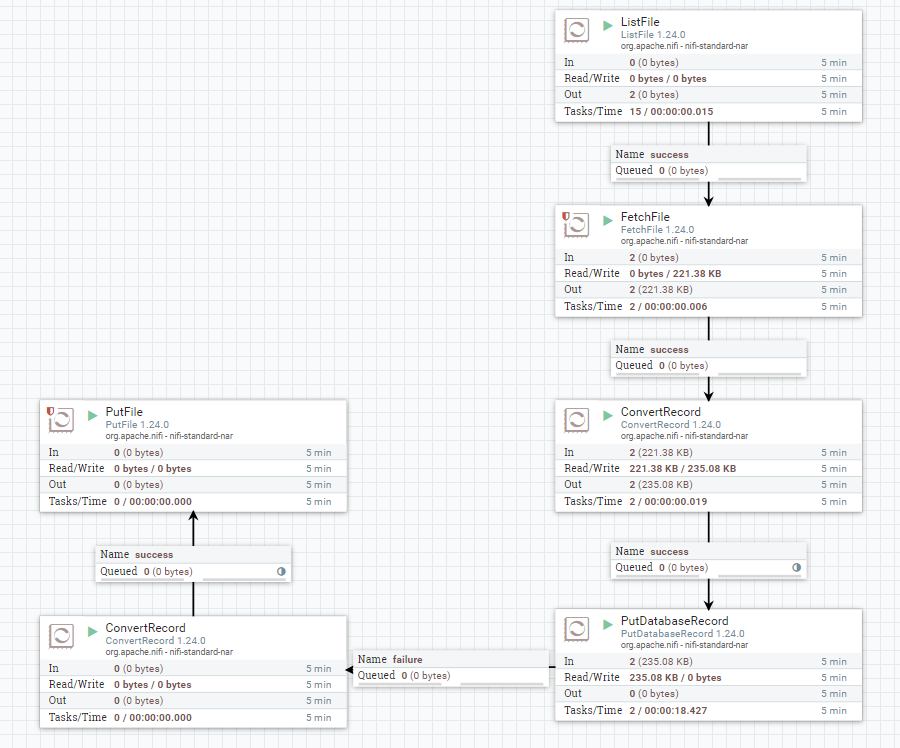 ListFile
ListFile 1.24.0
org.apache.nifi - nifi-standard-nar
In 0 (0 bytes) 5 min
Read/Write 0 bytes / 0 bytes 5 min
Out 2 (0 bytes) 5 min
Tasks/Time 15 / 00:00:00.015 5 min
Name success
Queued 0 (0 bytes)
FetchFile
FetchFile 1.24.0
org.apache.nifi - nifi-standard-nar
In 2 (0 bytes) 5 min
Read/Write 0 bytes / 221.38 KB 5 min
Out 2 (221.38 KB) 5 min
Tasks/Time 2 / 00:00:00.006 5 min
Name success
Queued 0 (0 bytes)
ConvertRecord
ConvertRecord 1.24.0
org.apache.nifi - nifi-standard-nar
In 2 (221.38 KB) 5 min
Read/Write 221.38 KB / 235.08 KB 5 min
Out 2 (235.08 KB) 5 min
Tasks/Time 2 / 00:00:00.019 5 min
Name success
Queued 0 (0 bytes)
PutDatabaseRecord
PutDatabaseRecord 1.24.0
org.apache.nifi - nifi-standard-nar
In 2 (235.08 KB) 5 min
Read/Write 235.08 KB / 0 bytes 5 min
Out 0 (0 bytes) 5 min
Tasks/Time 2 / 00:00:18.427 5 min
Name failure
Queued 0 (0 bytes)
ConvertRecord
ConvertRecord 1.24.0
org.apache.nifi - nifi-standard-nar
In 0 (0 bytes) 5 min
Read/Write 0 bytes / 0 bytes 5 min
Out 0 (0 bytes) 5 min
Tasks/Time 0 / 00:00:00.000 5 min
Name success
Queued 0 (0 bytes)
PutFile
PutFile 1.24.0
org.apache.nifi - nifi-standard-nar
In 0 (0 bytes) 5 min
Read/Write 0 bytes / 0 bytes 5 min
Out 0 (0 bytes) 5 min
Tasks/Time 0 / 00:00:00.000 5 min